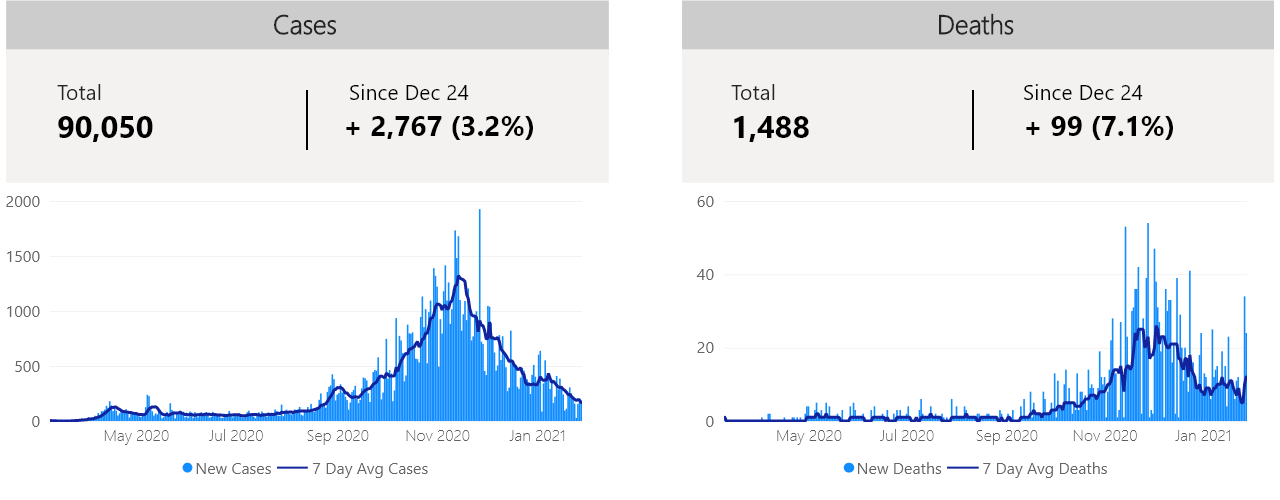 Cases
Total
Since Dec 24
90,050
+ 2,767 (3.2%)
2000
1500
1000
500
0
May 2020
Jul 2020
Sep 2020
Nov 2020
Jan 2021
New Cases
7 Day Avg Cases
Deaths
Total
Since Dec 24
1,488
+ 99 (7.1%)
60
40
20
0
May 2020
Jul 2020
Sep 2020
Nov 2020
Jan 2021
New Deaths
7 Day Avg Deaths